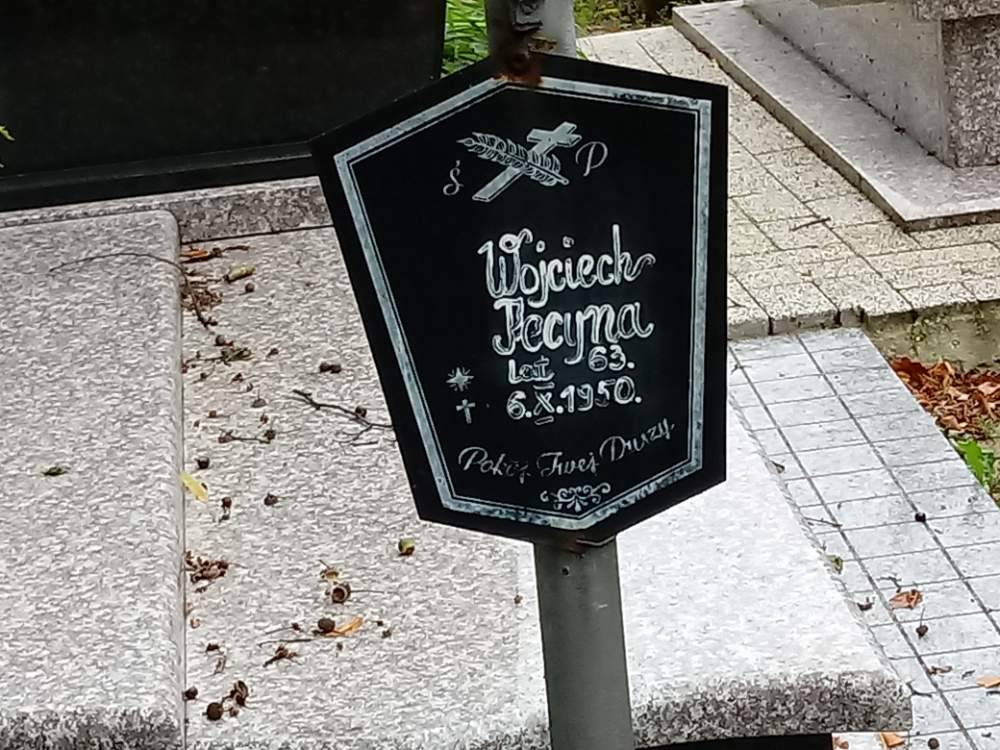 Ś P
Wojciech
Pecyna
Lat 63.
6.X.1950.
Pokój Twej Duszy.